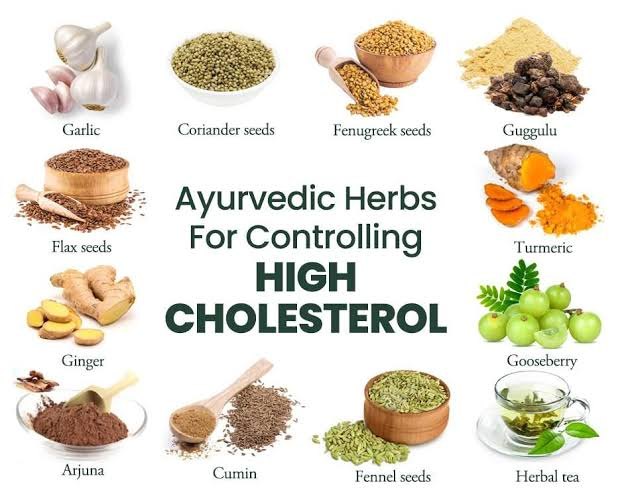 Garlic
Coriander seeds
Fenugreek seeds
Guggulu
Flax seeds
Ayurvedic Herbs
For Controlling
HIGH
CHOLESTEROL
Turmeric
Ginger
Gooseberry
Arjuna
Cumin
Fennel seeds
Herbal tea